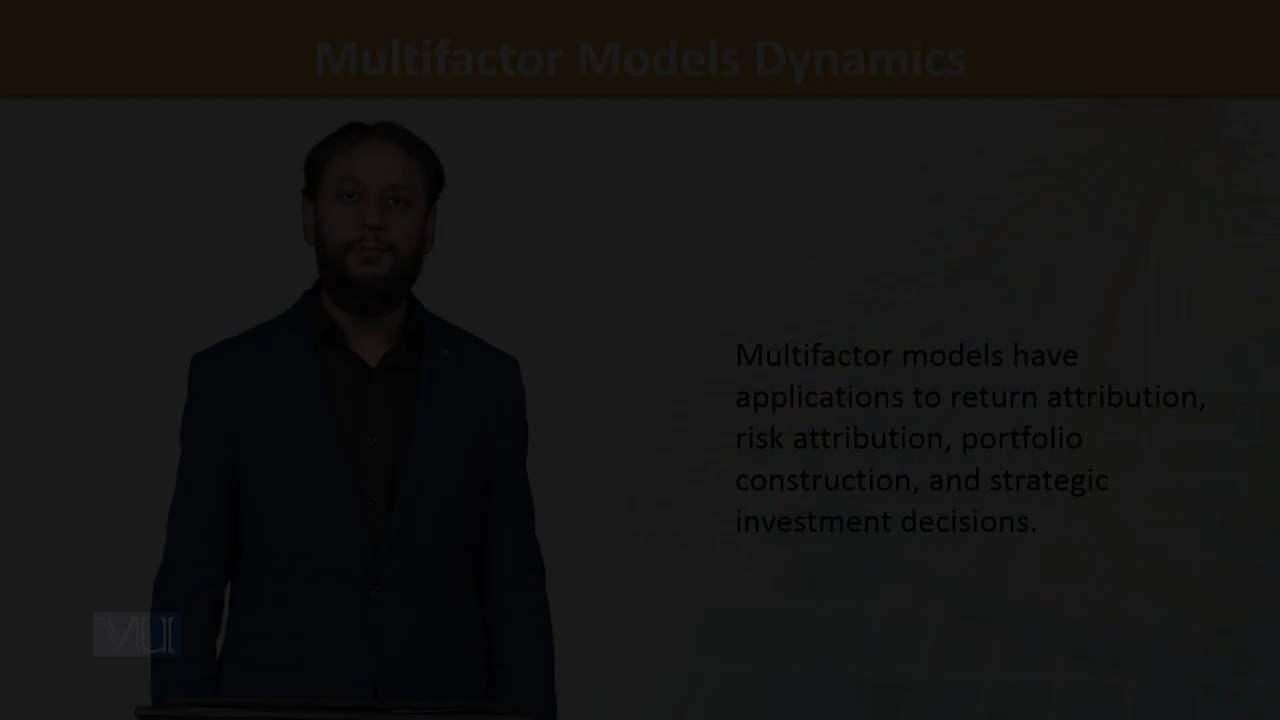 Multifactor Models Dynamics
Multifactor models have
applications to return attribution,
risk attribution, portfolio
construction, and strategic
investment decisions.
VU